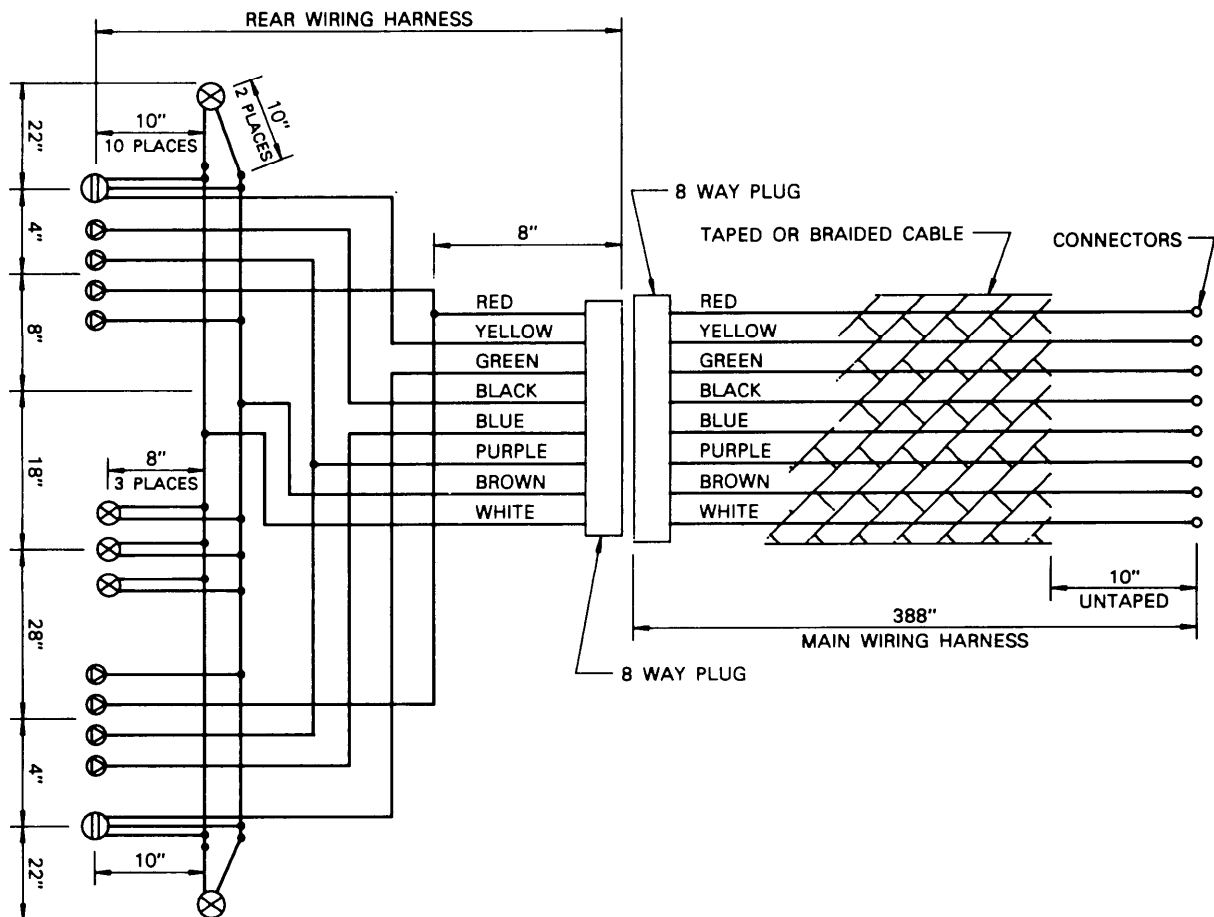 REAR WIRING HARNESS
22"
10"
10 PLACES
10"
2 PLACES
4"
8"
18"
8"
3 PLACES
28"
4"
22"
10"
8"
RED
YELLOW
GREEN
BLACK
BLUE
PURPLE
BROWN
WHITE
8 WAY PLUG
8 WAY PLUG
TAPED OR BRAIDED CABLE
CONNECTORS
RED
YELLOW
GREEN
BLACK
BLUE
PURPLE
BROWN
WHITE
10"
UNTAPED
388"
MAIN WIRING HARNESS